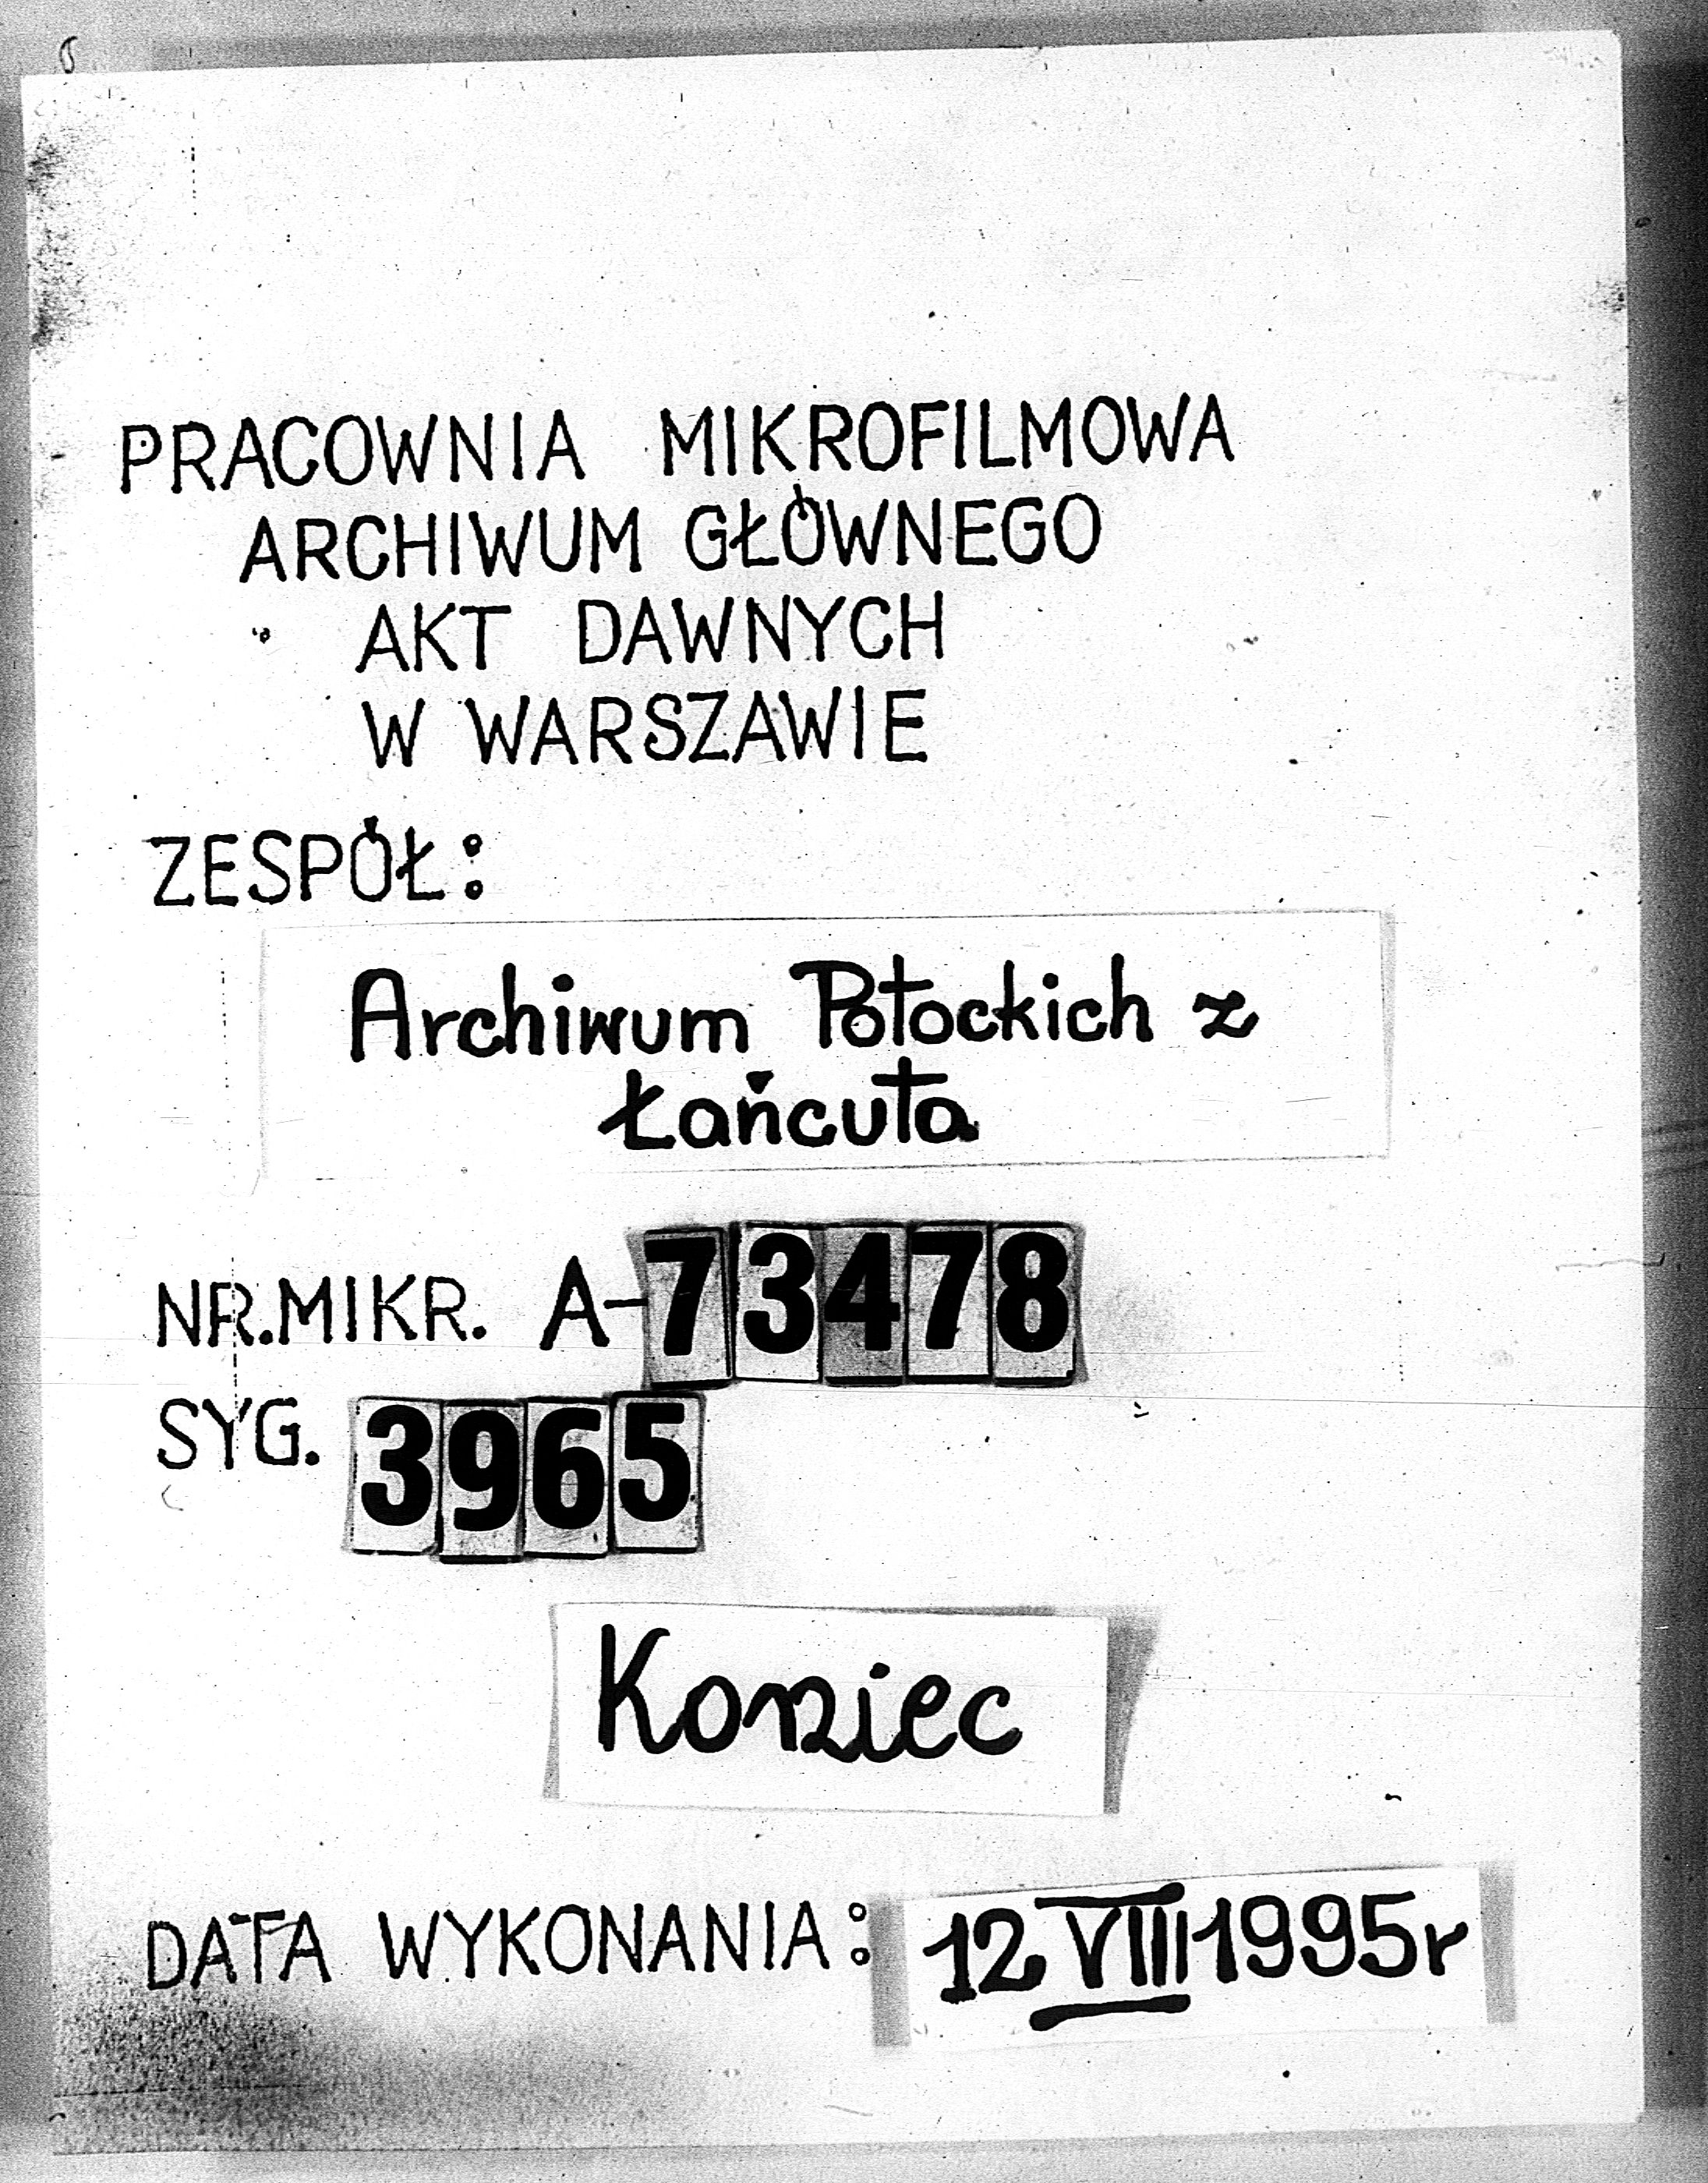 PRACOWNIA MIKROFILMOWA
ARCHIWUM GŁÓWNEGO
AKT DAWNYCH
W WARSZAWIE
ZESPÓŁ:
Archiwum Potockich z
Łańcuta
NR.MIKR. A-73478
SYG. 3965
Koniec
DATA WYKONANIA: 12 VIII 1995r